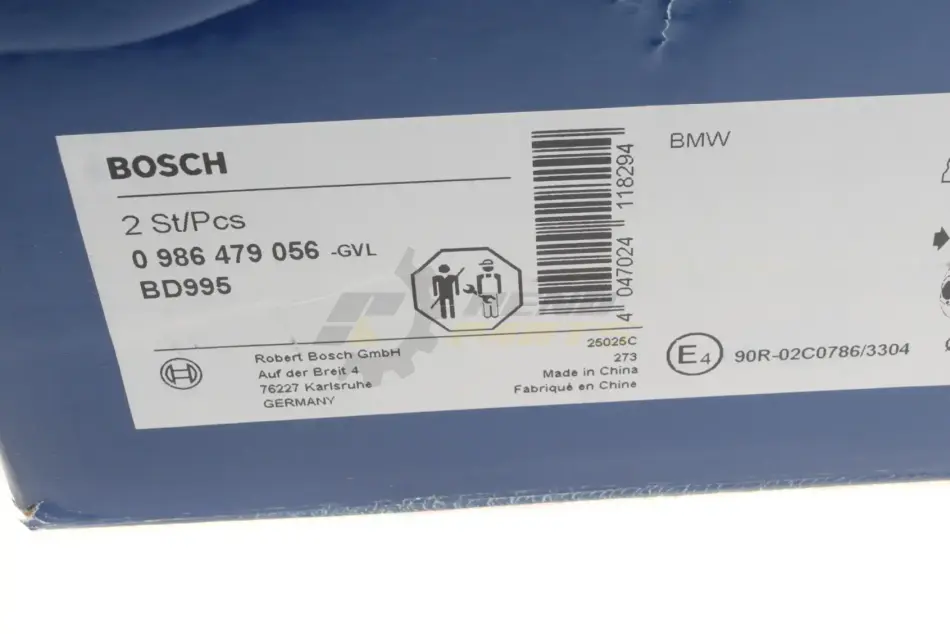 BOSCH
2 St/Pcs
0 986 479 056 -GVL
BD995
Robert Bosch GmbH
Auf der Breit 4
76227 Karlsruhe
GERMANY
4 047024 118294
25025C
273
Made in China
Fabriqué en Chine
BMW
E4 90R-02C0786/3304